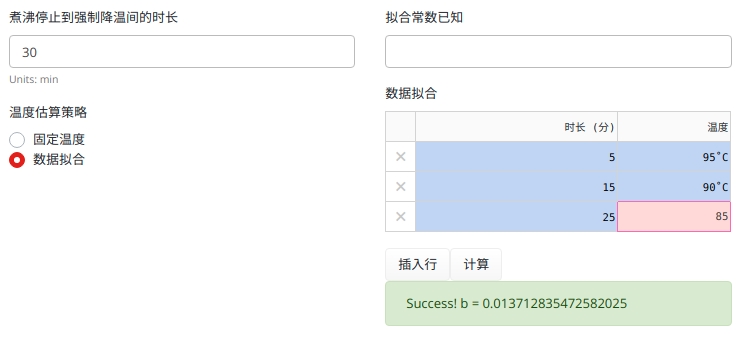 煮沸停止到强制降温间的时长
30
Units: min
温度估算策略
固定温度
数据拟合
拟合常数已知
数据拟合
时长 (分) 温度
5 95˚C
15 90˚C
25 85
插入行 计算
Success! b = 0.013712835472582025